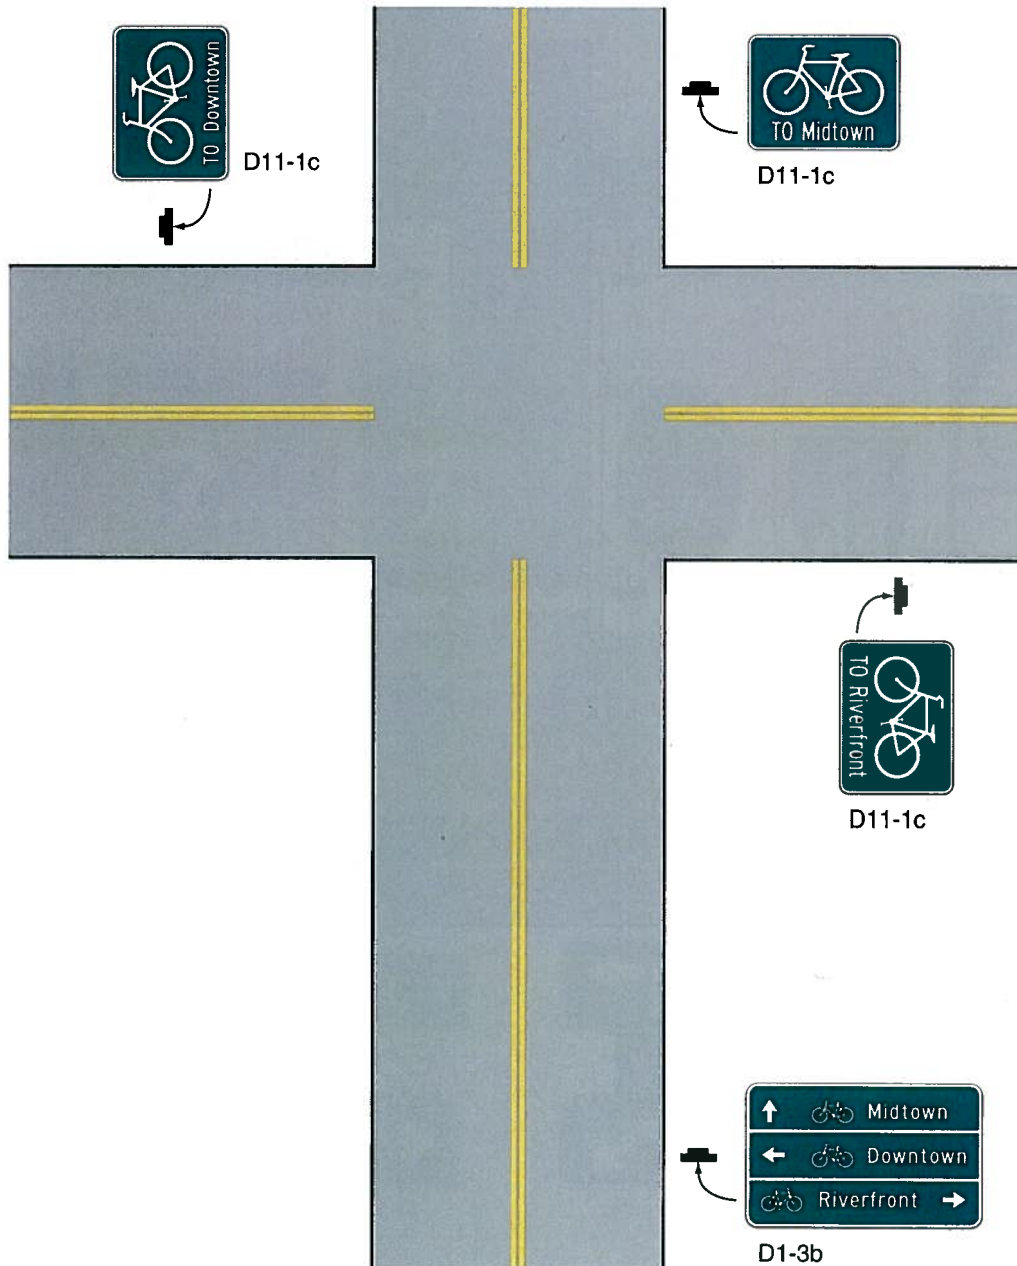 TO Downtown
D11-1c
TO Midtown
D11-1c
TO Riverfront
D11-1c
Midtown
Downtown
Riverfront
D1-3b